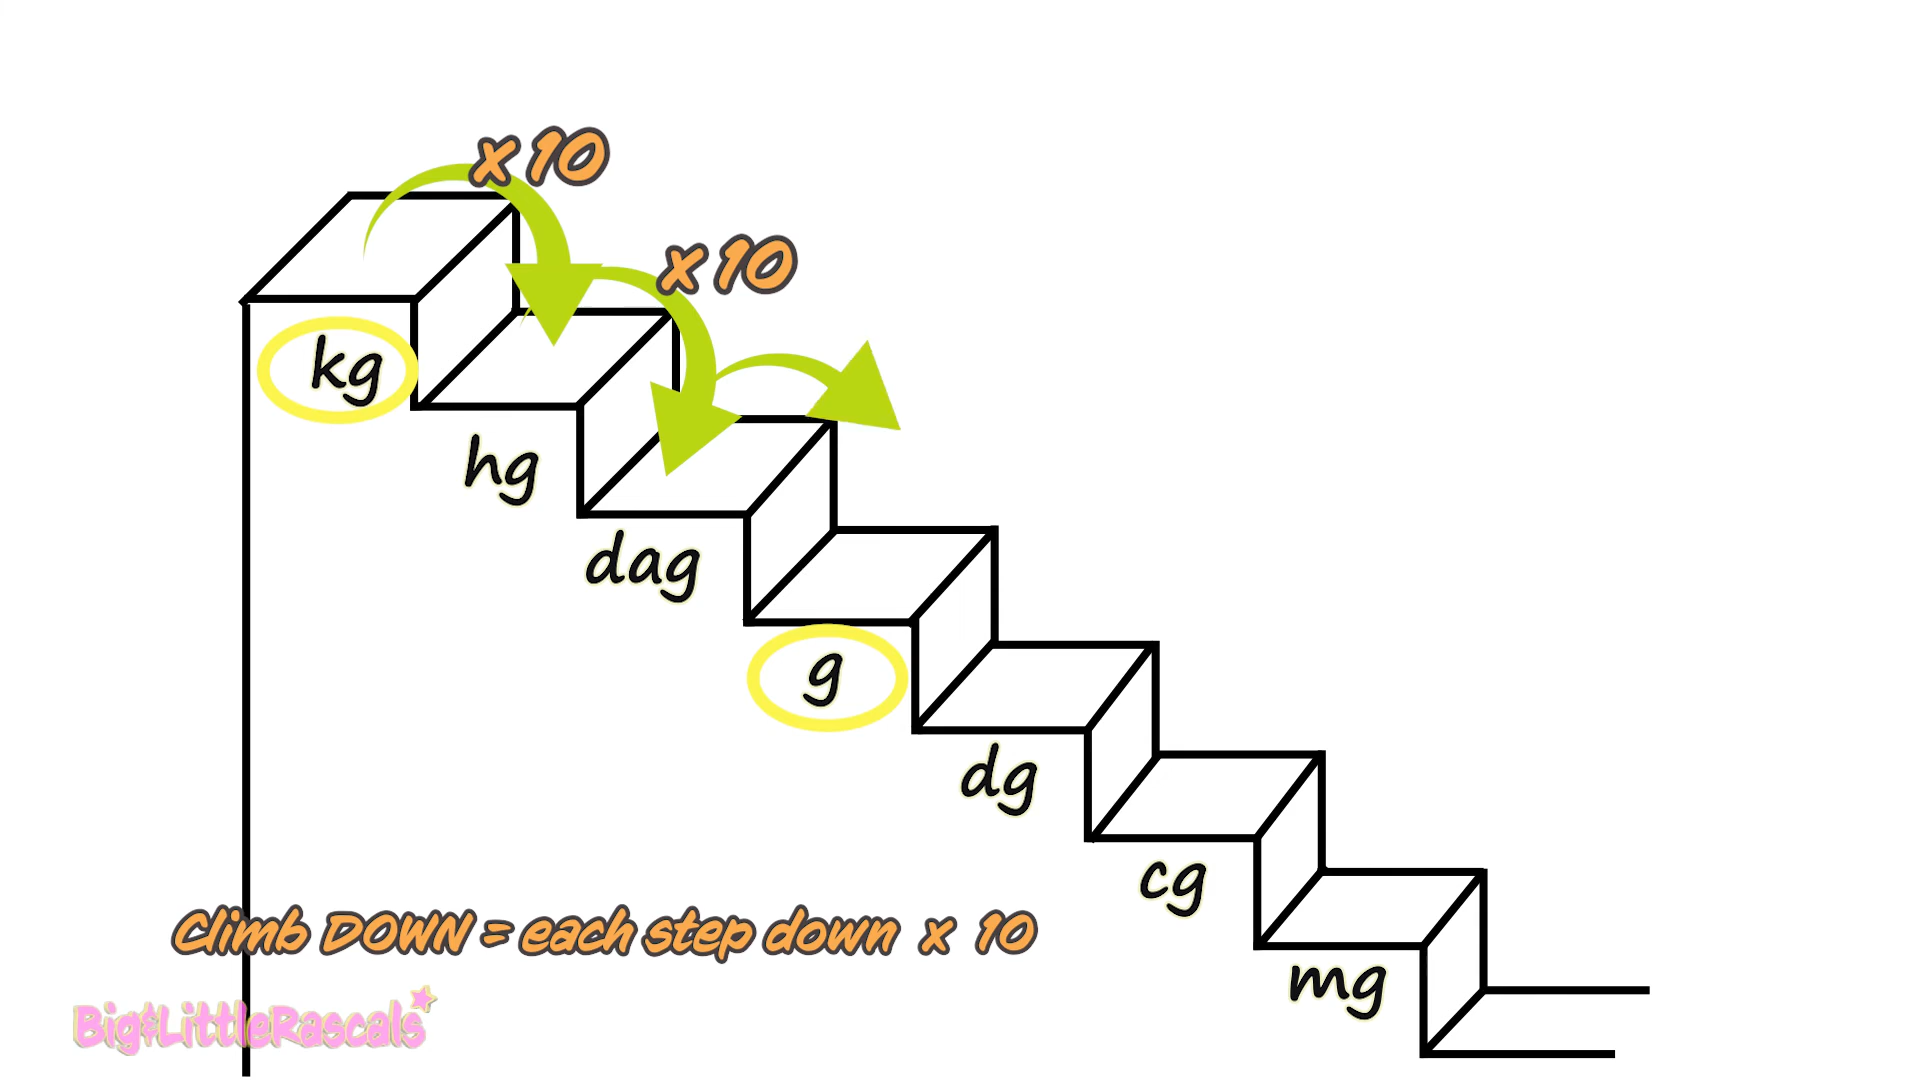 x 10
x 10
kg
hg
dag
g
dg
cg
Climb DOWN = each step down x 10
mg
Big&LittleRascals